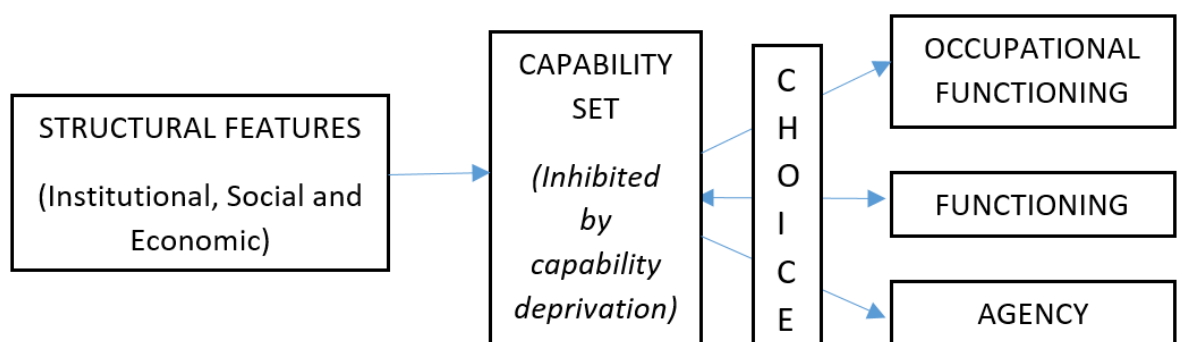 STRUCTURAL FEATURES
(Institutional, Social and
Economic)
CAPABILITY
SET
(Inhibited
by
capability
deprivation)
C
H
O
I
C
E
OCCUPATIONAL
FUNCTIONING
FUNCTIONING
AGENCY